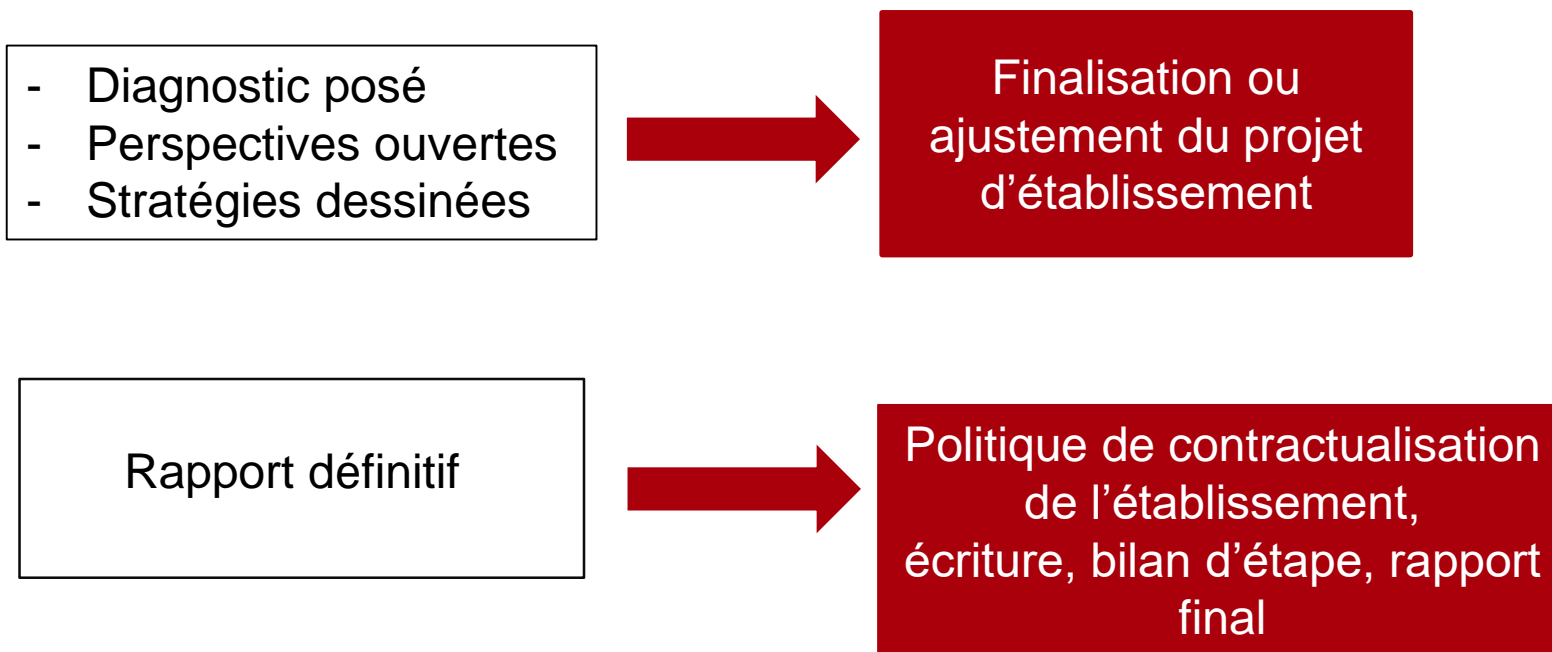 - Diagnostic posé
- Perspectives ouvertes
- Stratégies dessinées
Finalisation ou
ajustement du projet
d’établissement
Rapport définitif
Politique de contractualisation
de l’établissement,
écriture, bilan d’étape, rapport
final